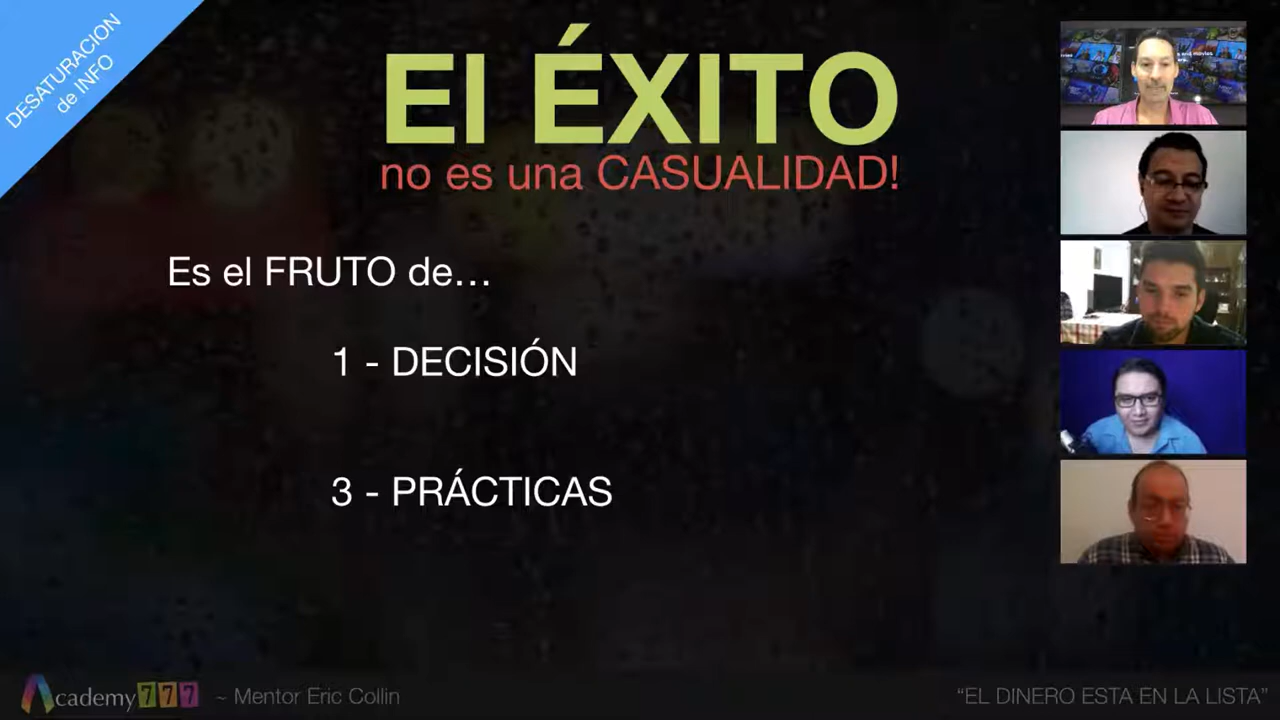 DESATURACION
de INFO
El ÉXITO
no es una CASUALIDAD!
Es el FRUTO de...
1 - DECISIÓN
3 - PRÁCTICAS
Academy777 ~ Mentor Eric Collin
“EL DINERO ESTA EN LA LISTA”